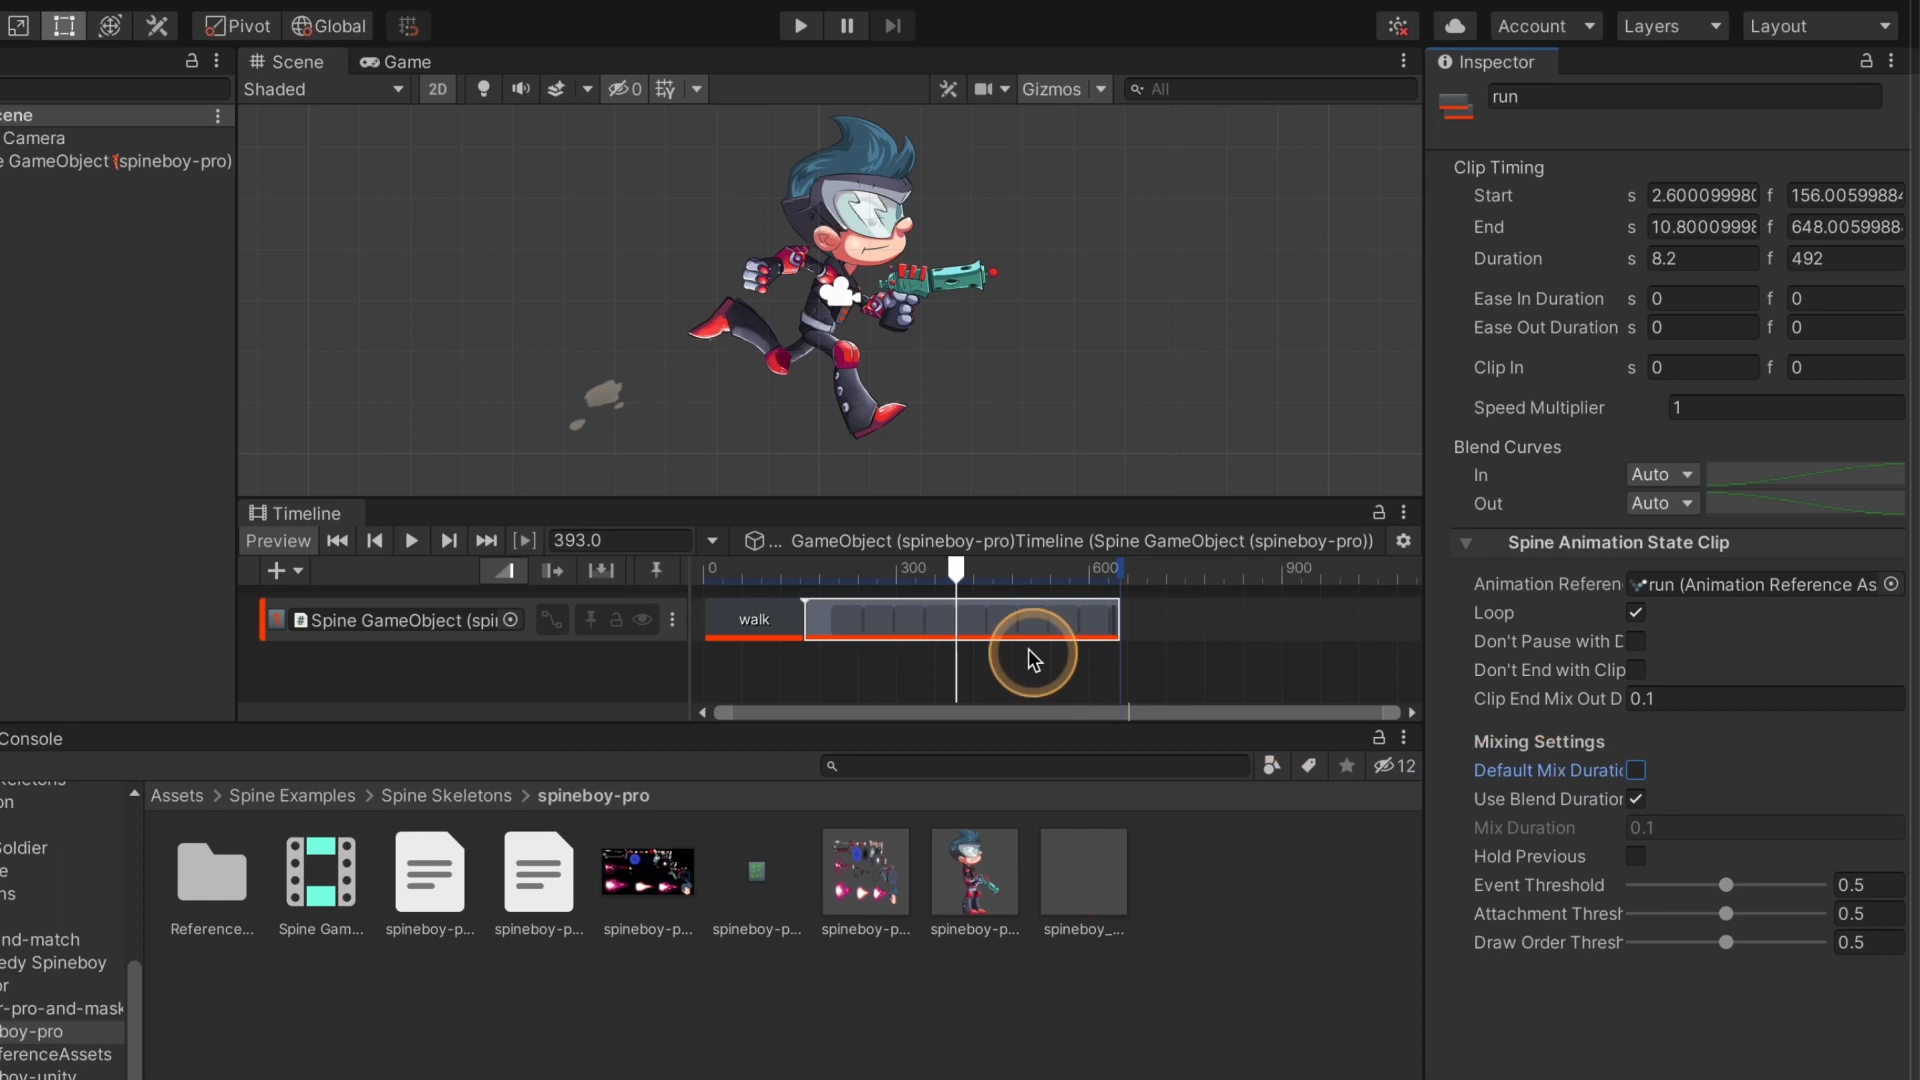 Pivot
Global
Account
Layers
Layout
Scene
Game
Inspector
Shaded
2D
0
Gizmos
All
run
cene
Camera
e GameObject (spineboy-pro)
Clip Timing
Start s 2.60009998( f 156.00599884
End s 10.8000999 f 648.0059988
Duration s 8.2 f 492
Ease In Duration s 0 f 0
Ease Out Duration s 0 f 0
Clip In s 0 f 0
Speed Multiplier 1
Blend Curves
In Auto
Out Auto
Timeline
Preview
393.0
... GameObject (spineboy-pro)Timeline (Spine GameObject (spineboy-pro))
0 300 600 900
Spine GameObject (spi
walk
Spine Animation State Clip
Animation Referen run (Animation Reference As
Loop
Don't Pause with D
Don't End with Clip
Clip End Mix Out D 0.1
Mixing Settings
Default Mix Duratic
Use Blend Duration
Mix Duration 0.1
Hold Previous
Event Threshold 0.5
Attachment Thresh 0.5
Draw Order Thresh 0.5
Console
12
Assets > Spine Examples > Spine Skeletons > spineboy-pro
on
Soldier
e
ns
and-match
edy Spineboy
or
r-pro-and-mask
boy-pro
ferenceAssets
boy-unity
Reference...
Spine Gam...
spineboy-p...
spineboy-p...
spineboy-p...
spineboy-p...
spineboy-p...
spineboy-p...
spineboy_...